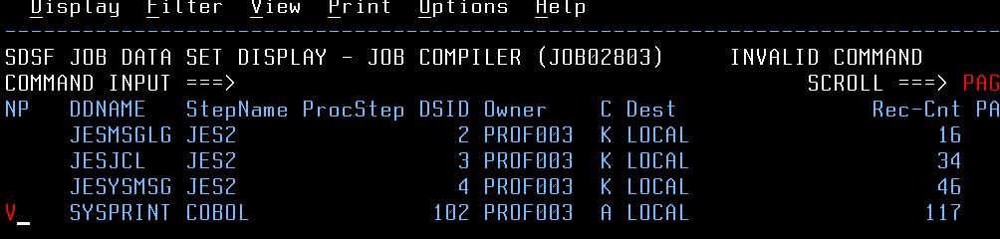 Display Filter View Print Options Help
SDSF JOB DATA SET DISPLAY - JOB COMPILER (JOB02803) INVALID COMMAND
COMMAND INPUT ===> SCROLL ===> PAG
NP DDNAME StepName ProcStep DSID Owner C Dest Rec-Cnt PA
JESMSGLG JES2 2 PROF003 K LOCAL 16
JESJCL JES2 3 PROF003 K LOCAL 34
JESYSMSG JES2 4 PROF003 K LOCAL 46
V_ SYSPRINT COBOL 102 PROF003 A LOCAL 117